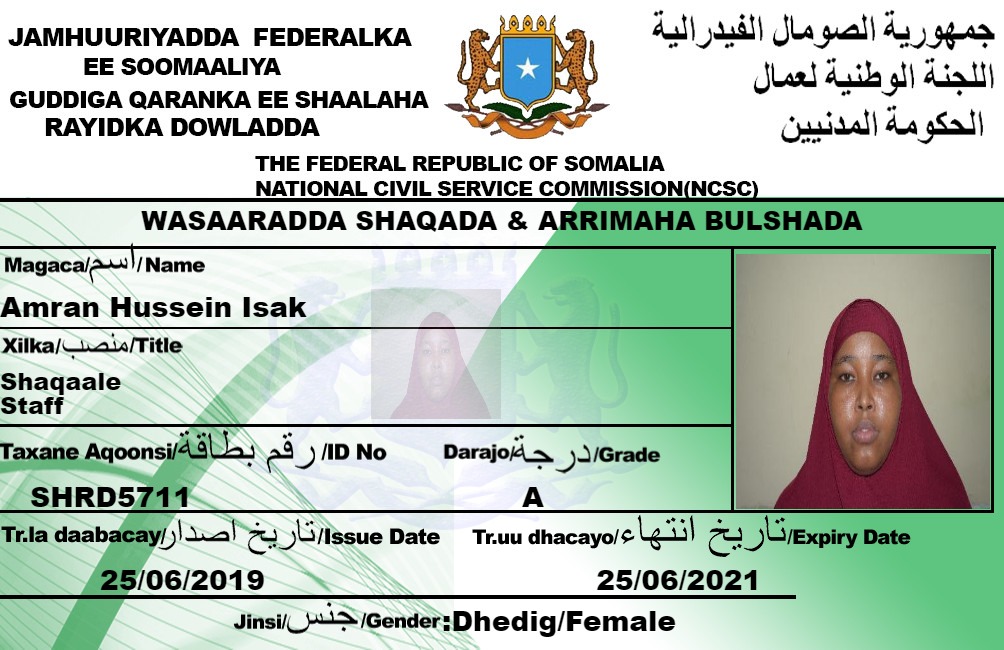 JAMHUURIYADDA FEDERALKA
EE SOOMAALIYA
GUDDIGA QARANKA EE SHAALAHA
RAYIDKA DOWLADDA
جمهورية الصومال الفيدرالية
اللجنة الوطنية لعمال
الحكومة المدنيين
THE FEDERAL REPUBLIC OF SOMALIA
NATIONAL CIVIL SERVICE COMMISSION(NCSC)
WASAARADDA SHAQADA & ARRIMAHA BULSHADA
Magaca/اسم/Name
Amran Hussein Isak
Xilka/منصب/Title
Shaqaale
Staff
Taxane Aqoonsi/رقم بطاقة/ID No
SHRD5711
Darajo/درجة/Grade
A
Tr.la daabacay/تاريخ اصدار/Issue Date
25/06/2019
Tr.uu dhacayo/تاريخ انتهاء/Expiry Date
25/06/2021
Jinsi/جنس/Gender:Dhedig/Female